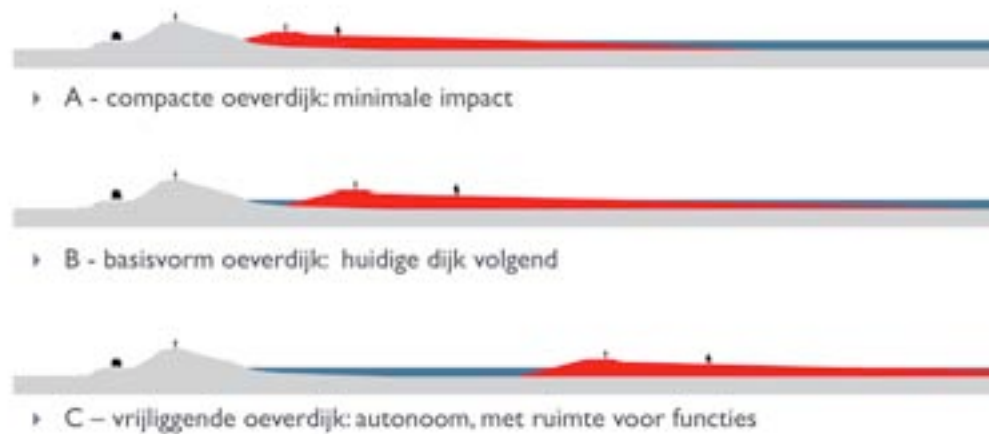 A - compacte oeverdijk: minimale impact
B - basisvorm oeverdijk: huidige dijk volgend
C – vrijliggende oeverdijk: autonoom, met ruimte voor functies